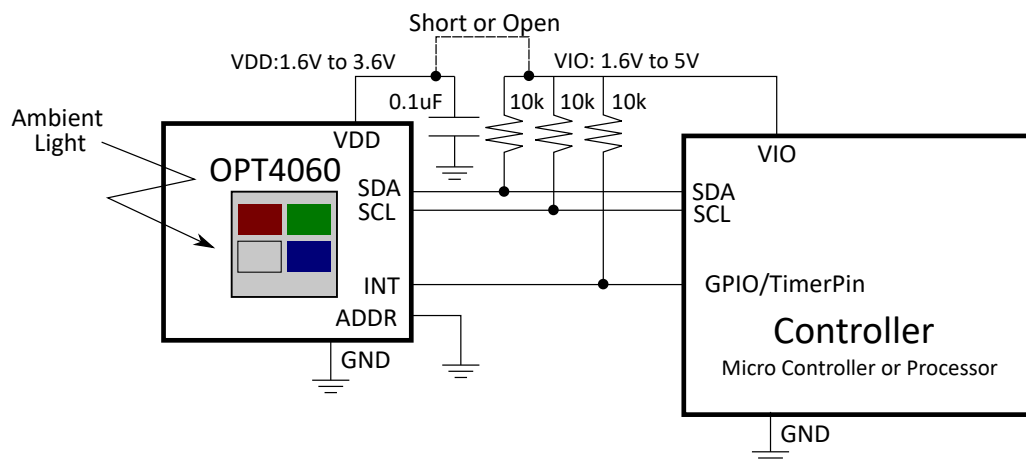 Short or Open
VDD:1.6V to 3.6V
VIO: 1.6V to 5V
0.1uF
10k
10k
10k
Ambient
Light
VDD
VIO
OPT4060
SDA
SCL
SDA
SCL
INT
GPIO/TimerPin
ADDR
Controller
Micro Controller or Processor
GND
GND